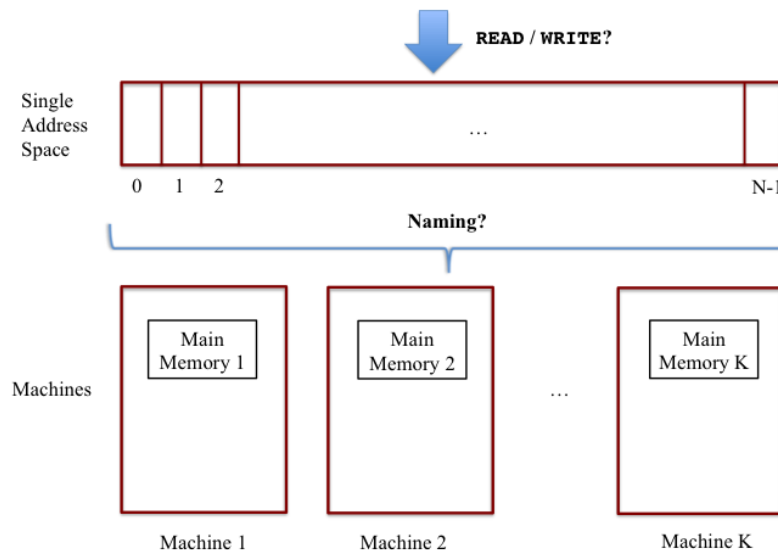 READ / WRITE?
Single
Address
Space
...
0 1 2 N-1
Naming?
Main
Memory 1
Main
Memory 2
Main
Memory K
Machines
...
Machine 1 Machine 2 Machine K